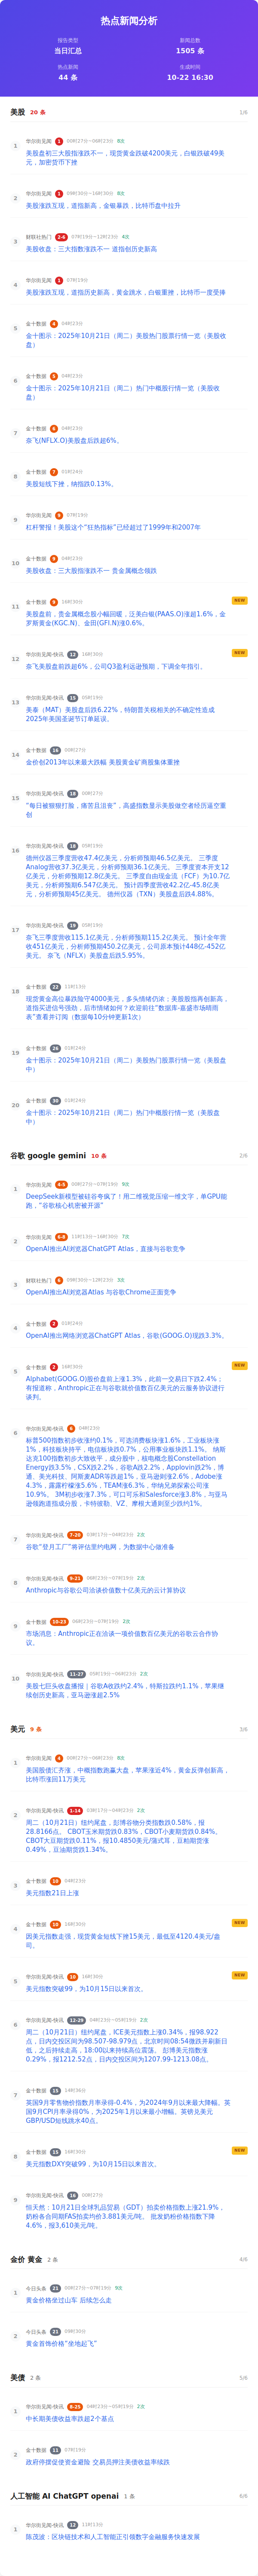 热点新闻分析
报告类型
新闻总数
当日汇总
1505 条
热点新闻
生成时间
44 条
10-22 16:30
美股 20 条
1/6
1
华尔街见闻 1 00时27分~06时23分 8次
美股盘初三大股指涨跌不一，现货黄金跌破4200美元，白银跌破49美
元，加密货币下挫
2
华尔街见闻 1 09时30分~16时30分 8次
美股涨跌互现，道指新高，金银暴跌，比特币盘中拉升
3
财联社热门 2-6 07时19分~12时23分 4次
美股收盘：三大指数涨跌不一 道指创历史新高
4
华尔街见闻 1 07时19分
美股涨跌互现，道指历史新高，黄金跳水，白银重挫，比特币一度受捧
5
金十数据 4 04时23分
金十图示：2025年10月21日（周二）美股热门股票行情一览（美股收
盘）
6
金十数据 5 04时23分
金十图示：2025年10月21日（周二）热门中概股行情一览（美股收
盘）
7
金十数据 6 04时23分
奈飞(NFLX.O)美股盘后跌超6%。
8
金十数据 7 01时24分
美股短线下挫，纳指跌0.13%。
9
华尔街见闻 9 07时19分
杠杆警报！美股这个“狂热指标”已经超过了1999年和2007年
10
金十数据 9 04时23分
美股收盘：三大股指涨跌不一 贵金属概念领跌
11
金十数据 9 16时30分
NEW
美股盘前，贵金属概念股小幅回暖，泛美白银(PAAS.O)涨超1.6%，金
罗斯黄金(KGC.N)、金田(GFI.N)涨0.6%。
12
华尔街见闻-快讯 12 16时30分
NEW
奈飞美股盘前跌超6%，公司Q3盈利远逊预期，下调全年指引。
13
华尔街见闻-快讯 15 05时19分
美泰（MAT）美股盘后跌6.22%，特朗普关税相关的不确定性造成
2025年美国圣诞节订单延误。
14
金十数据 16 00时27分
金价创2013年以来最大跌幅 美股黄金矿商股集体重挫
15
华尔街见闻-快讯 18 00时27分
“每日被狠狠打脸，痛苦且沮丧”，高盛指数显示美股做空者经历逼空重
创
16
华尔街见闻-快讯 18 05时19分
德州仪器三季度营收47.4亿美元，分析师预期46.5亿美元。 三季度
Analog营收37.3亿美元，分析师预期36.1亿美元。 三季度资本开支12
亿美元，分析师预期12.8亿美元。 三季度自由现金流（FCF）为10.7亿
美元，分析师预期6.547亿美元。 预计四季度营收42.2亿-45.8亿美
元，分析师预期45亿美元。 德州仪器（TXN）美股盘后跌4.88%。
17
华尔街见闻-快讯 19 05时19分
奈飞三季度营收115.1亿美元，分析师预期115.2亿美元。 预计全年营
收451亿美元，分析师预期450.2亿美元，公司原本预计448亿-452亿
美元。 奈飞（NFLX）美股盘后跌5.95%。
18
金十数据 22 11时13分
现货黄金高位暴跌险守4000美元，多头情绪仍浓；美股股指再创新高，
道指买进信号强劲，后市情绪如何？欢迎前往“数据库-嘉盛市场晴雨
表”查看并订阅（数据每10分钟更新1次）
19
金十数据 26 01时24分
金十图示：2025年10月21日（周二）美股热门股票行情一览（美股盘
中）
20
金十数据 30 01时24分
金十图示：2025年10月21日（周二）热门中概股行情一览（美股盘
中）
谷歌 google gemini 10 条
2/6
1
华尔街见闻 4-5 00时27分~07时19分 9次
DeepSeek新模型被硅谷夸疯了！用二维视觉压缩一文字，单GPU能
跑，“谷歌核心机密被开源”
2
华尔街见闻 6-8 11时13分~16时30分 7次
OpenAI推出AI浏览器ChatGPT Atlas，直接与谷歌竞争
3
财联社热门 6 09时30分~12时23分 3次
OpenAI推出AI浏览器Atlas 与谷歌Chrome正面竞争
4
金十数据 2 01时24分
OpenAI推出网络浏览器ChatGPT Atlas，谷歌(GOOG.O)现跌3.3%。
5
金十数据 2 16时30分
NEW
Alphabet(GOOG.O)股价盘前上涨1.3%，此前一交易日下跌2.4%；
有报道称，Anthropic正在与谷歌就价值数百亿美元的云服务协议进行
谈判。
6
华尔街见闻-快讯 6 04时23分
标普500指数初步收涨约0.1%，可选消费板块涨1.6%，工业板块涨
1%，科技板块持平，电信板块跌0.7%，公用事业板块跌1.1%。 纳斯
达克100指数初步大致收平，成分股中，核电概念股Constellation
Energy跌3.5%，CSX跌2.2%，谷歌A跌2.2%，Applovin跌2%，博
通、美光科技、阿斯麦ADR等跌超1%，亚马逊则涨2.6%，Adobe涨
4.3%，露露柠檬涨5.6%，TEAM涨6.3%，华纳兄弟探索公司涨
10.9%。 3M初步收涨7.3%，可口可乐和Salesforce涨3.8%，与亚马
逊领跑道指成分股，卡特彼勒、VZ、摩根大通则至少跌约1%。
7
华尔街见闻-快讯 7-26 03时17分~04时23分 2次
谷歌“登月工厂”将评估里约电网，为数据中心做准备
8
华尔街见闻-快讯 9-21 06时23分~07时19分 2次
Anthropic与谷歌公司洽谈价值数十亿美元的云计算协议
9
金十数据 10-23 06时23分~07时19分 2次
市场消息：Anthropic正在洽谈一项价值数百亿美元的谷歌云合作协
议。
10
华尔街见闻-快讯 11-27 05时19分~06时23分 2次
美股七巨头收盘播报｜谷歌A收跌约2.4%，特斯拉跌约1.1%，苹果继
续创历史新高，亚马逊涨超2.5%
美元 9 条
3/6
1
华尔街见闻 4 00时27分~06时23分 8次
美国股债汇齐涨，中概指数跑赢大盘，苹果涨近4%，黄金反弹创新高，
比特币涨回11万美元
2
华尔街见闻-快讯 1-14 03时17分~04时23分 2次
周二（10月21日）纽约尾盘，彭博谷物分类指数跌0.58%，报
28.8166点。 CBOT玉米期货跌0.83%，CBOT小麦期货跌0.84%。
CBOT大豆期货跌0.11%，报10.4850美元/蒲式耳，豆粕期货涨
0.49%，豆油期货跌1.34%。
3
金十数据 10 04时23分
美元指数21日上涨
4
金十数据 10 16时30分
NEW
因美元指数走强，现货黄金短线下挫15美元，最低至4120.4美元/盎
司。
5
华尔街见闻-快讯 10 16时30分
NEW
美元指数突破99，为10月15日以来首次。
6
华尔街见闻-快讯 12-29 04时23分~05时19分 2次
周二（10月21日）纽约尾盘，ICE美元指数上涨0.34%，报98.922
点，日内交投区间为98.507-98.979点，北京时间08:54微跌并刷新日
低，之后持续走高，18:00以来持续高位震荡。 彭博美元指数涨
0.29%，报1212.52点，日内交投区间为1207.99-1213.08点。
7
金十数据 15 14时36分
英国9月零售物价指数月率录得-0.4%，为2024年9月以来最大降幅。英
国9月CPI月率录得0%，为2025年1月以来最小增幅。英镑兑美元
GBP/USD短线跳水40点。
8
金十数据 15 16时30分
NEW
美元指数DXY突破99，为10月15日以来首次。
9
华尔街见闻-快讯 16 00时27分
恒天然：10月21日全球乳品贸易（GDT）拍卖价格指数上涨21.9%，
奶粉各合同期FAS拍卖均价3.881美元/吨。 批发奶粉价格指数下降
4.6%，报3,610美元/吨。
金价 黄金 2 条
4/6
1
今日头条 21 00时27分~07时19分 9次
黄金价格坐过山车 后续怎么走
2
今日头条 21 09时30分
黄金首饰价格“坐地起飞”
美债 2 条
5/6
1
华尔街见闻-快讯 8-25 04时23分~05时19分 2次
中长期美债收益率跌超2个基点
2
金十数据 13 07时19分
政府停摆促使资金避险 交易员押注美债收益率续跌
人工智能 AI ChatGPT openai 1 条
6/6
1
华尔街见闻-快讯 12 11时13分
陈茂波：区块链技术和人工智能正引领数字金融服务快速发展